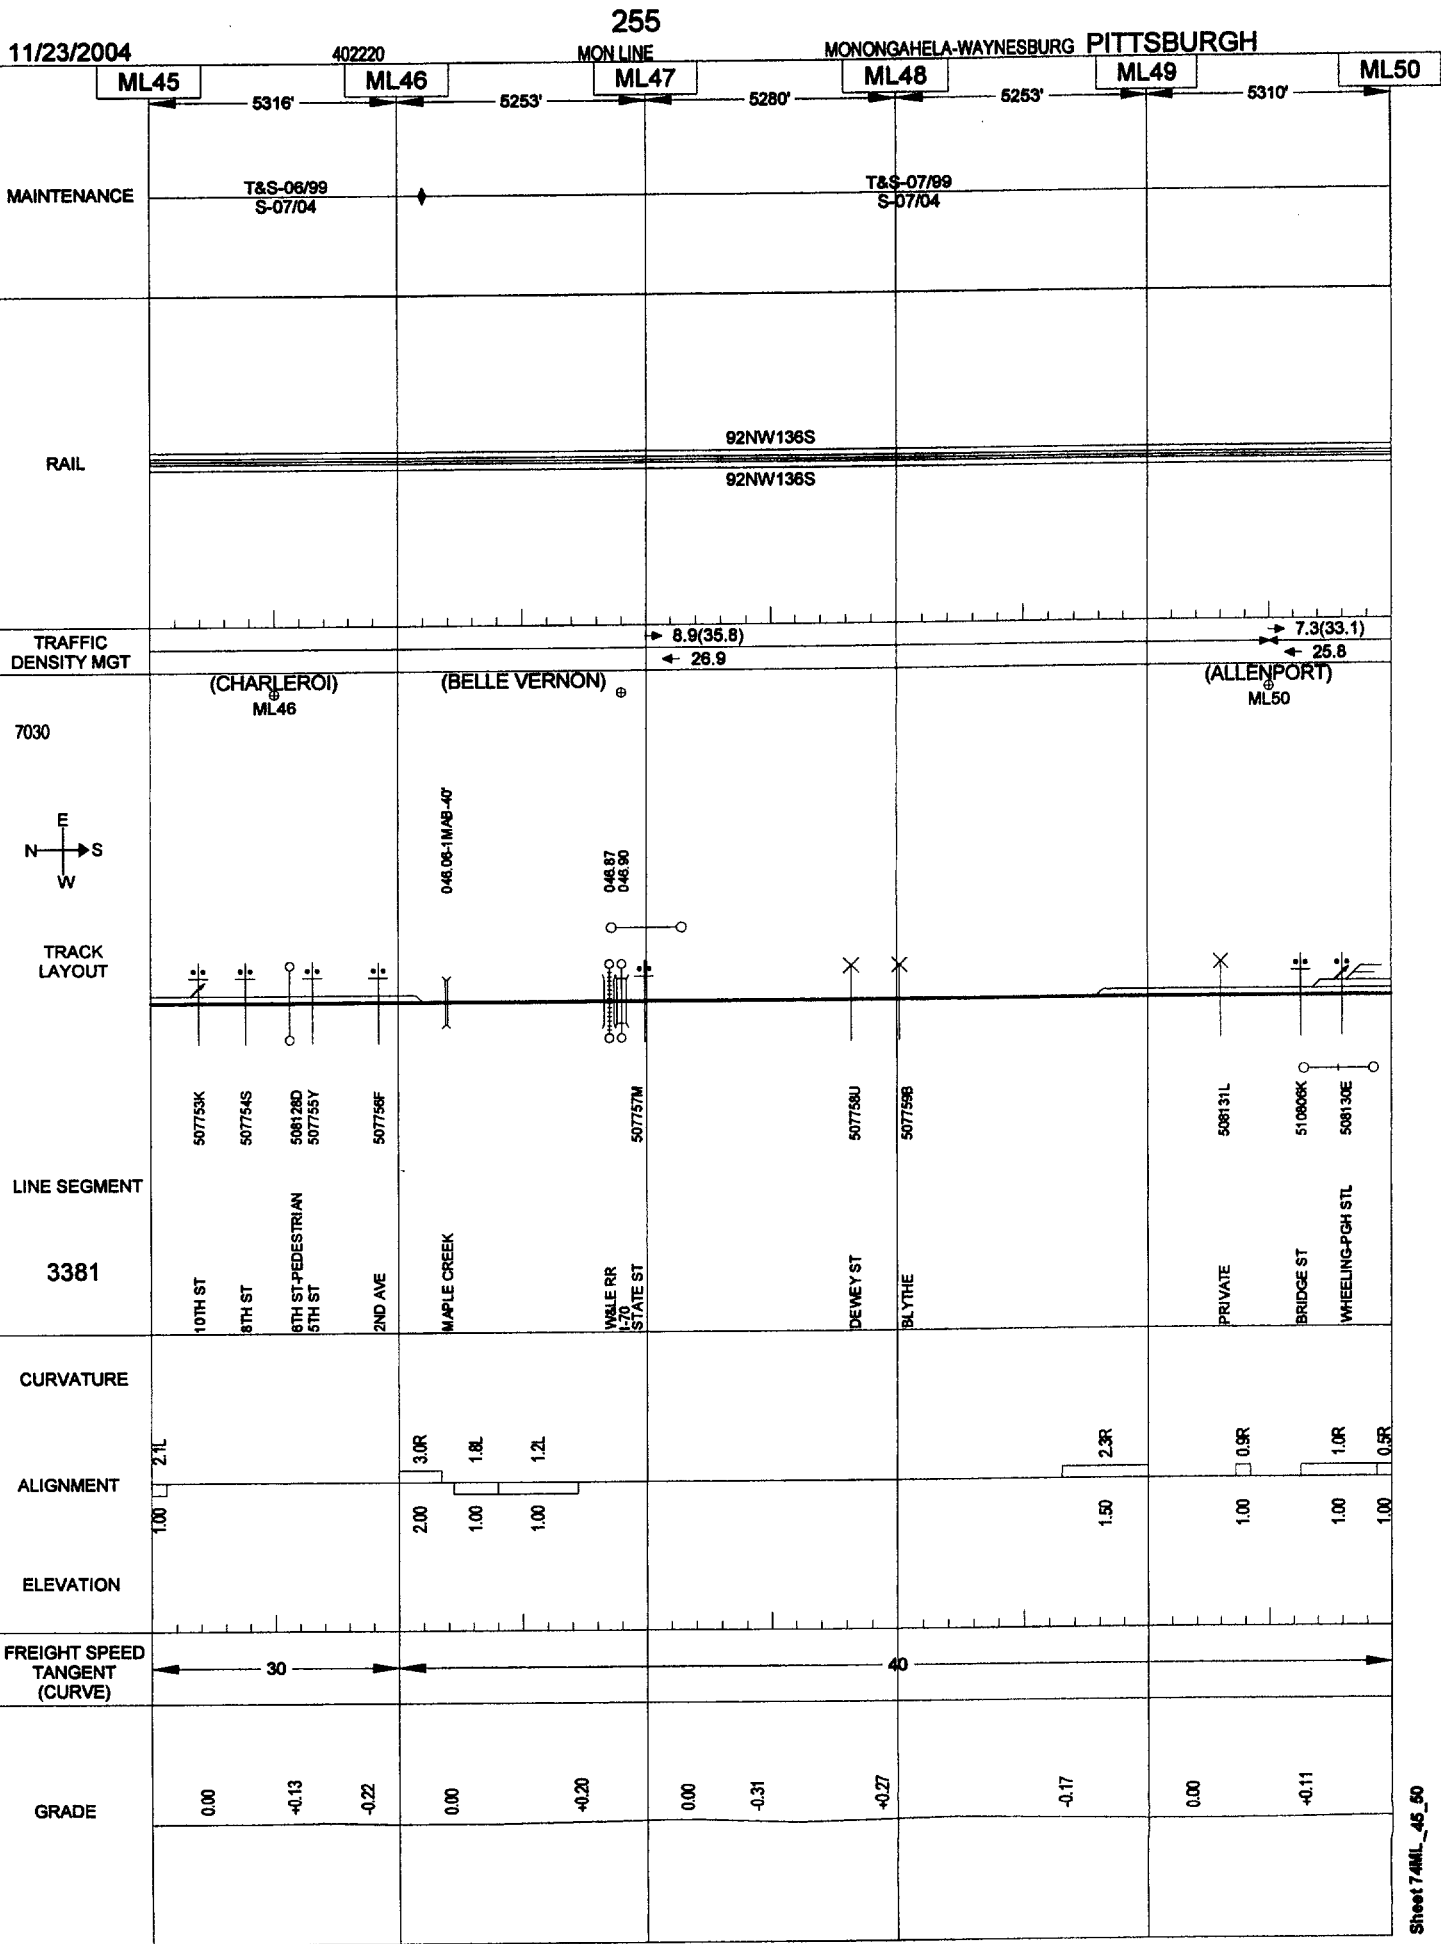 255
11/23/2004
402220
MON LINE
MONONGAHELA-WAYNESBURG PITTSBURGH
ML45
ML46
ML47
ML48
ML49
ML50
5316'
5253'
5280'
5253'
5310'
MAINTENANCE
T&S-06/99
S-07/04
T&S-07/99
S-07/04
RAIL
92NW136S
92NW136S
TRAFFIC
DENSITY MGT
8.9(35.8)
26.9
7.3(33.1)
25.8
(CHARLEROI)
ML46
(BELLE VERNON)
(ALLENPORT)
ML50
7030
E
N
S
W
046.06-1MAB-40'
046.87
046.90
TRACK
LAYOUT
507753K
507754S
508128D
507755Y
507756F
507757M
507758U
507759B
508131L
510806K
508130E
LINE SEGMENT
3381
10TH ST
8TH ST
6TH ST-PEDESTRIAN
5TH ST
2ND AVE
MAPLE CREEK
W&LE RR
I-70
STATE ST
DEWEY ST
BLYTHE
PRIVATE
BRIDGE ST
WHEELING-PGH STL
CURVATURE
2.1L
3.0R
1.8L
1.2L
2.3R
0.9R
1.0R
0.5R
ALIGNMENT
1.00
2.00
1.00
1.00
1.50
1.00
1.00
1.00
ELEVATION
FREIGHT SPEED
TANGENT
(CURVE)
30
40
GRADE
0.00
+0.13
-0.22
0.00
+0.20
0.00
-0.31
+0.27
-0.17
0.00
+0.11
Sheet 74ML_45_50